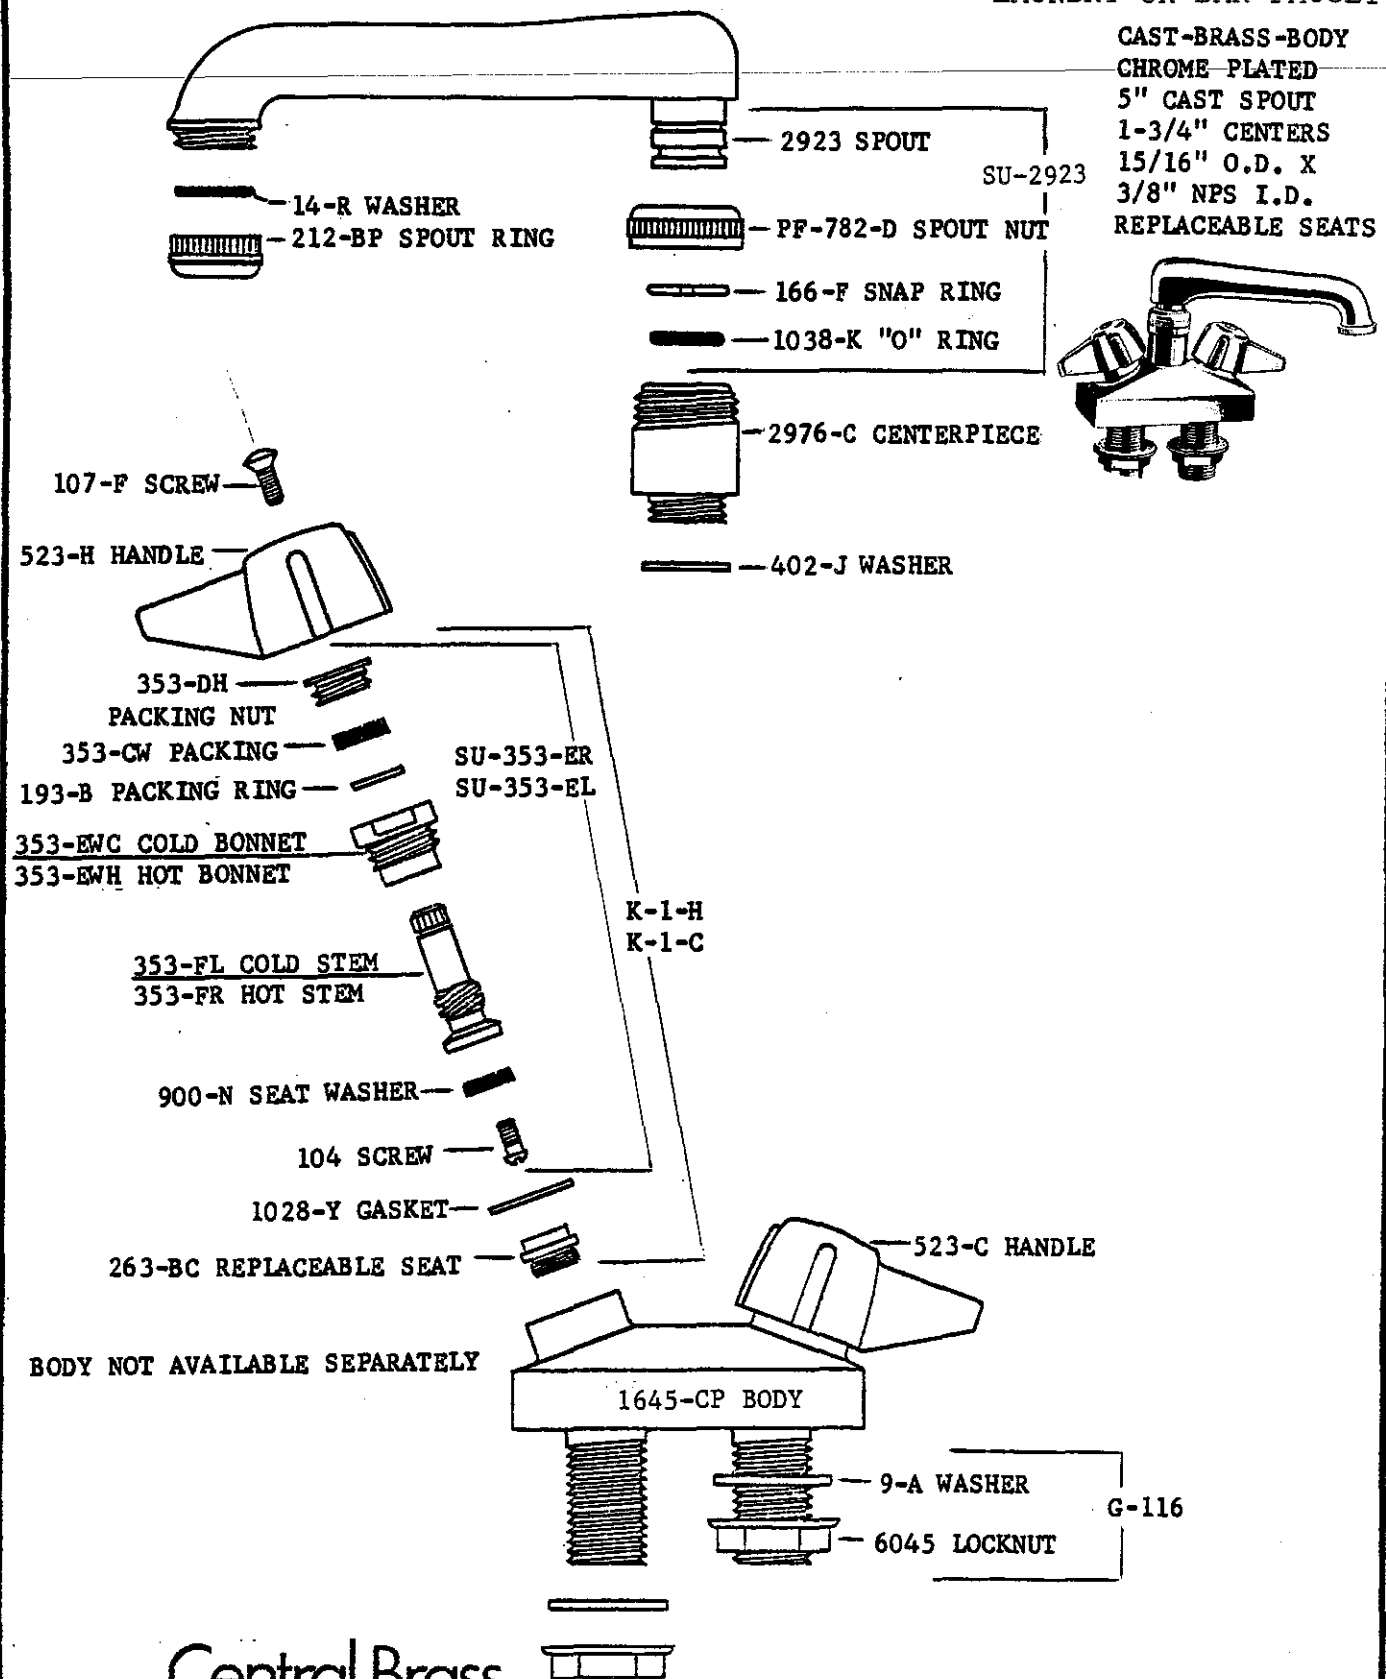 CAST-BRASS-BODY
CHROME PLATED
5" CAST SPOUT
1-3/4" CENTERS
15/16" O.D. X
3/8" NPS I.D.
REPLACEABLE SEATS
2923 SPOUT
SU-2923
14-R WASHER
212-BP SPOUT RING
PF-782-D SPOUT NUT
166-F SNAP RING
1038-K "O" RING
2976-C CENTERPIECE
107-F SCREW
523-H HANDLE
402-J WASHER
353-DH
PACKING NUT
353-CW PACKING
193-B PACKING RING
SU-353-ER
SU-353-EL
353-EWC COLD BONNET
353-EWH HOT BONNET
K-1-H
K-1-C
353-FL COLD STEM
353-FR HOT STEM
900-N SEAT WASHER
104 SCREW
1028-Y GASKET
263-BC REPLACEABLE SEAT
523-C HANDLE
BODY NOT AVAILABLE SEPARATELY
1645-CP BODY
9-A WASHER
G-116
6045 LOCKNUT
Central Brass